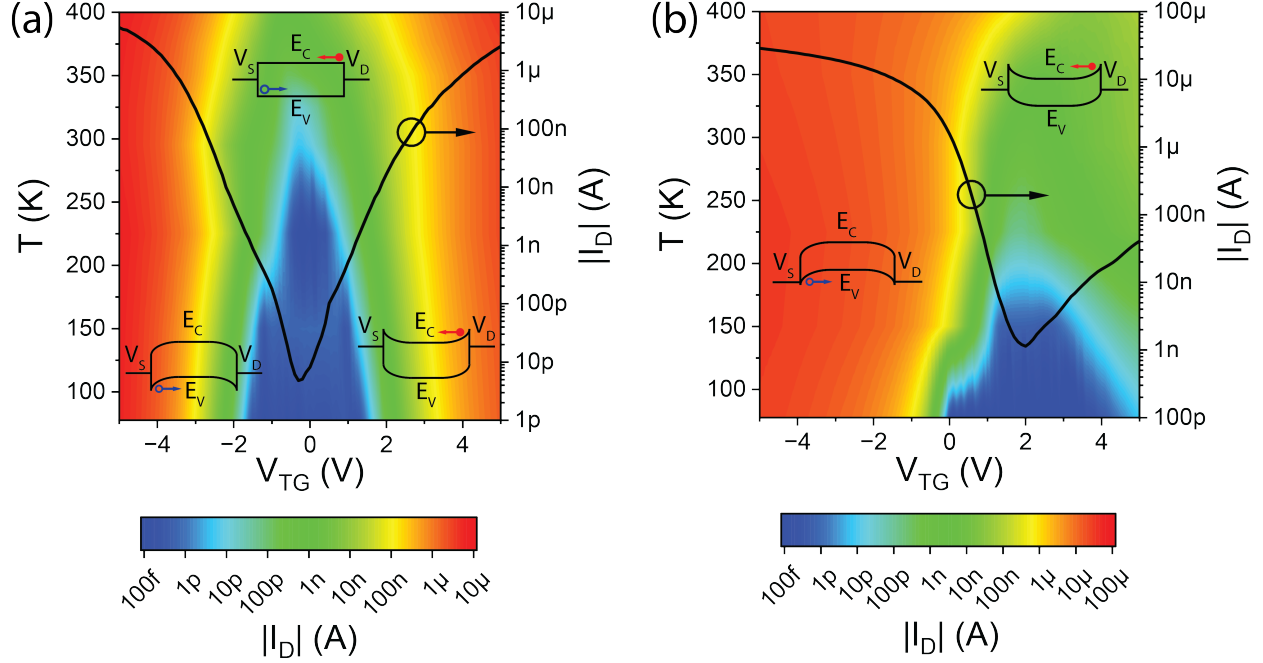 (a)
400
350
300
250
200
150
100
T (K)
−4
−2
0
2
4
V_TG (V)
10μ
1μ
100n
10n
1n
100p
10p
1p
|I_D| (A)
V_S
E_C
V_D
E_V
V_S
E_C
V_D
E_V
V_S
E_C
V_D
E_V
100f
1p
10p
100p
1n
10n
100n
1μ
10μ
|I_D| (A)
(b)
400
350
300
250
200
150
100
T (K)
−4
−2
0
2
4
V_TG (V)
100μ
10μ
1μ
100n
10n
1n
100p
|I_D| (A)
V_S
E_C
V_D
E_V
E_C
V_S
V_D
E_V
100f
1p
10p
100p
1n
10n
100n
1μ
10μ
100μ
|I_D| (A)